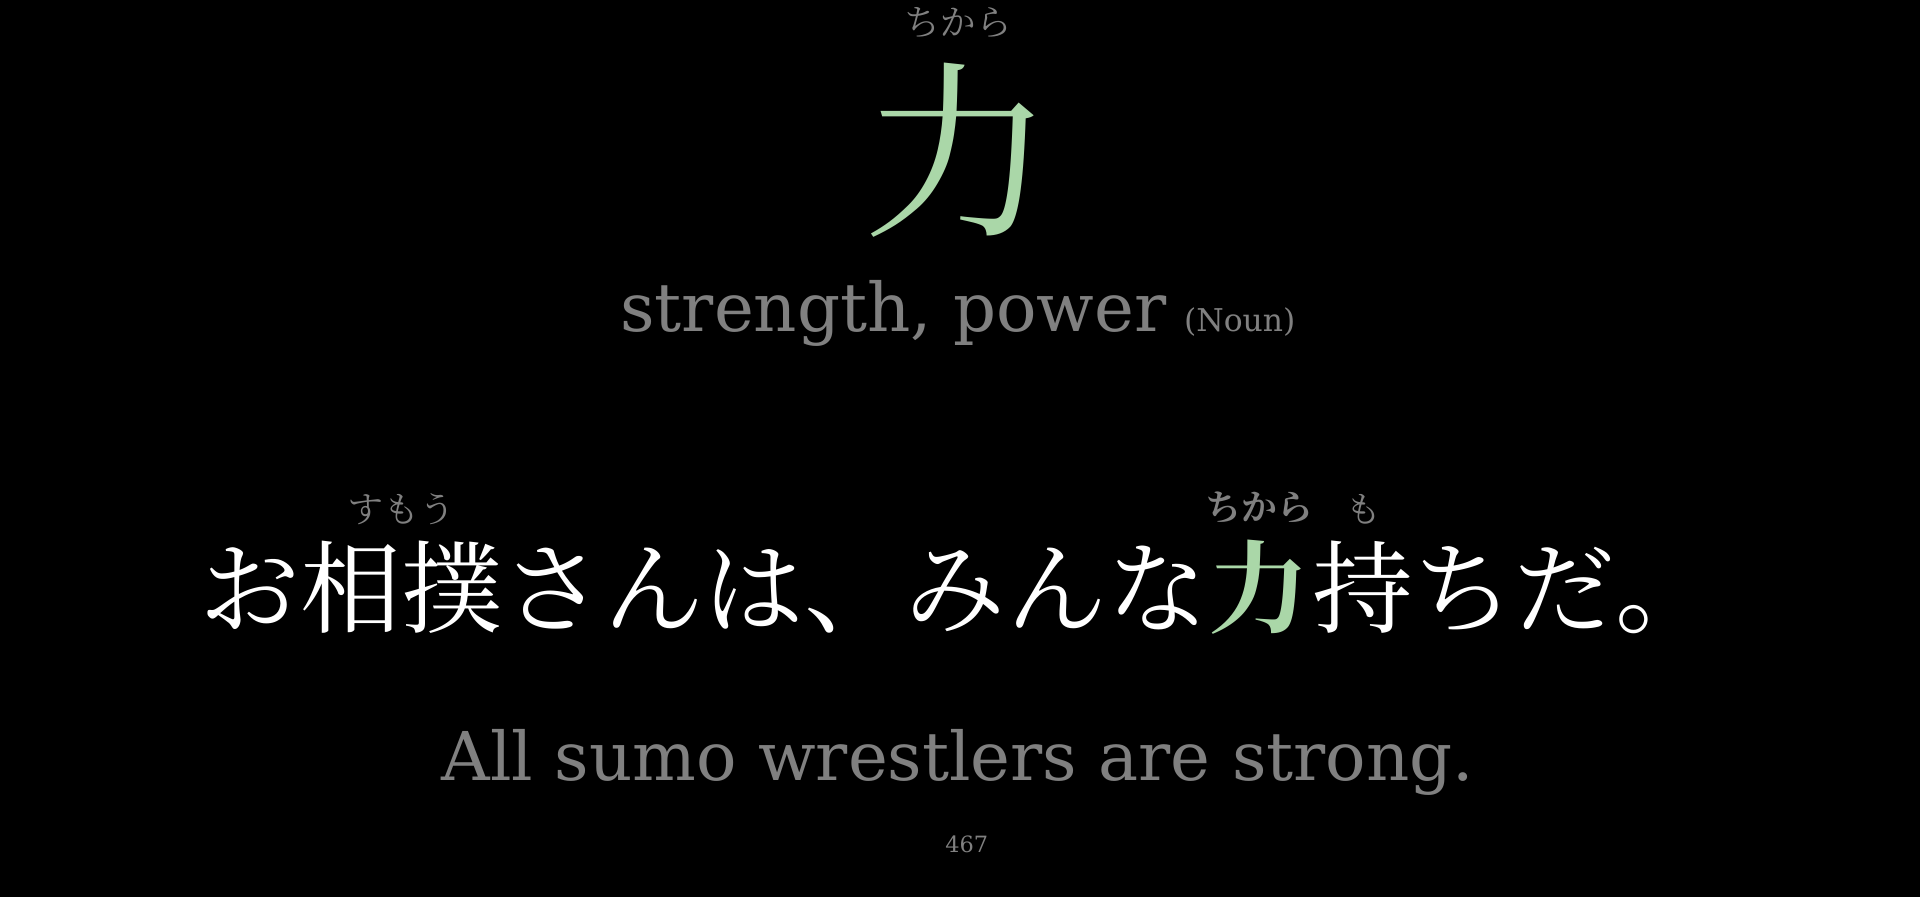 ちから
力
strength, power (Noun)
すもう ちから も
お相撲さんは、みんな力持ちだ。
All sumo wrestlers are strong.
467